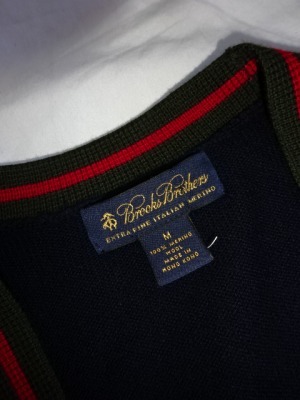 Brooks Brothers
EXTRA FINE ITALIAN MERINO
M
100% MERINO
WOOL
MADE IN
HONG KONG